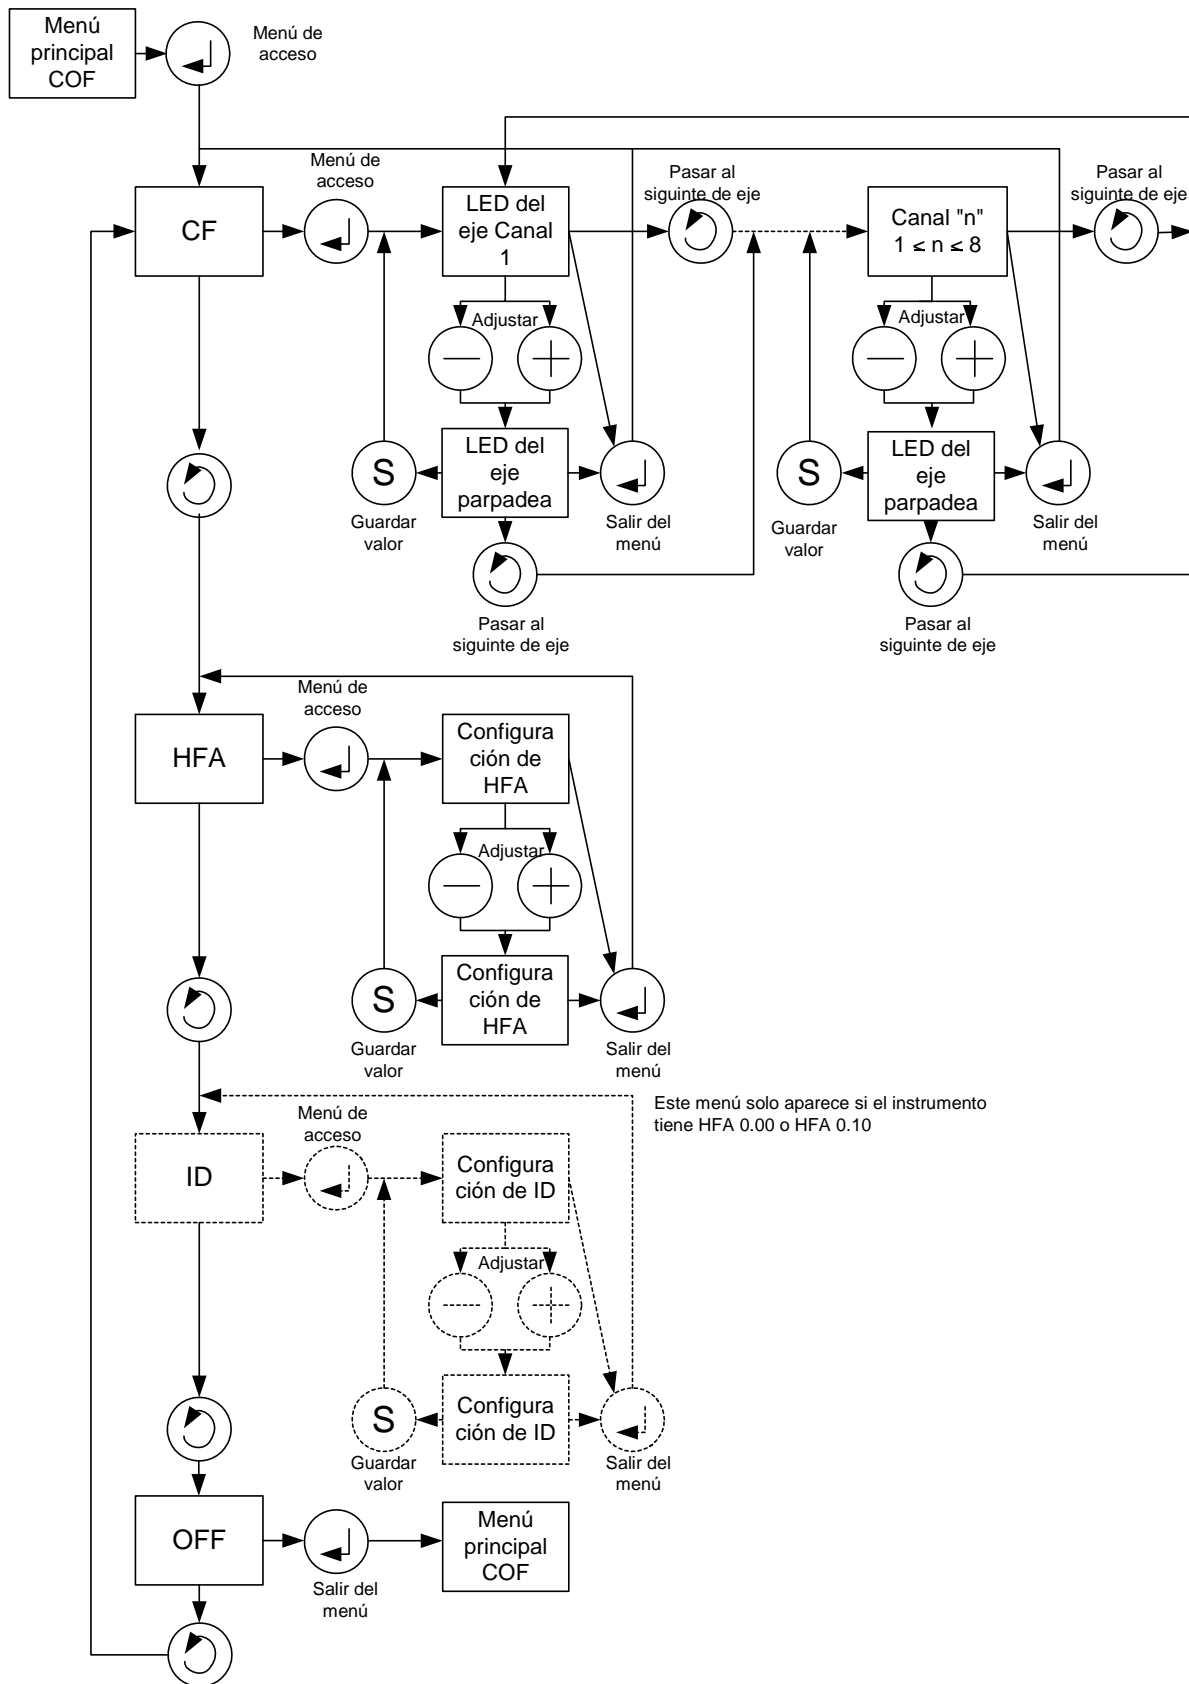 Menú
principal
COF
Menú de
acceso
Menú de
acceso
Pasar al
siguinte de eje
Pasar al
siguinte de eje
CF
LED del
eje Canal
1
Canal "n"
1 ≤ n ≤ 8
Adjustar
Adjustar
LED del
eje
parpadea
LED del
eje
parpadea
S
S
Guardar
valor
Salir del
menú
Guardar
valor
Salir del
menú
Pasar al
siguinte de eje
Pasar al
siguinte de eje
Menú de
acceso
HFA
Configura
ción de
HFA
Adjustar
S
Configura
ción de
HFA
Guardar
valor
Salir del
menú
Este menú solo aparece si el instrumento
tiene HFA 0.00 o HFA 0.10
Menú de
acceso
ID
Configura
ción de ID
Adjustar
S
Configura
ción de ID
Guardar
valor
Salir del
menú
OFF
Menú
principal
COF
Salir del
menú